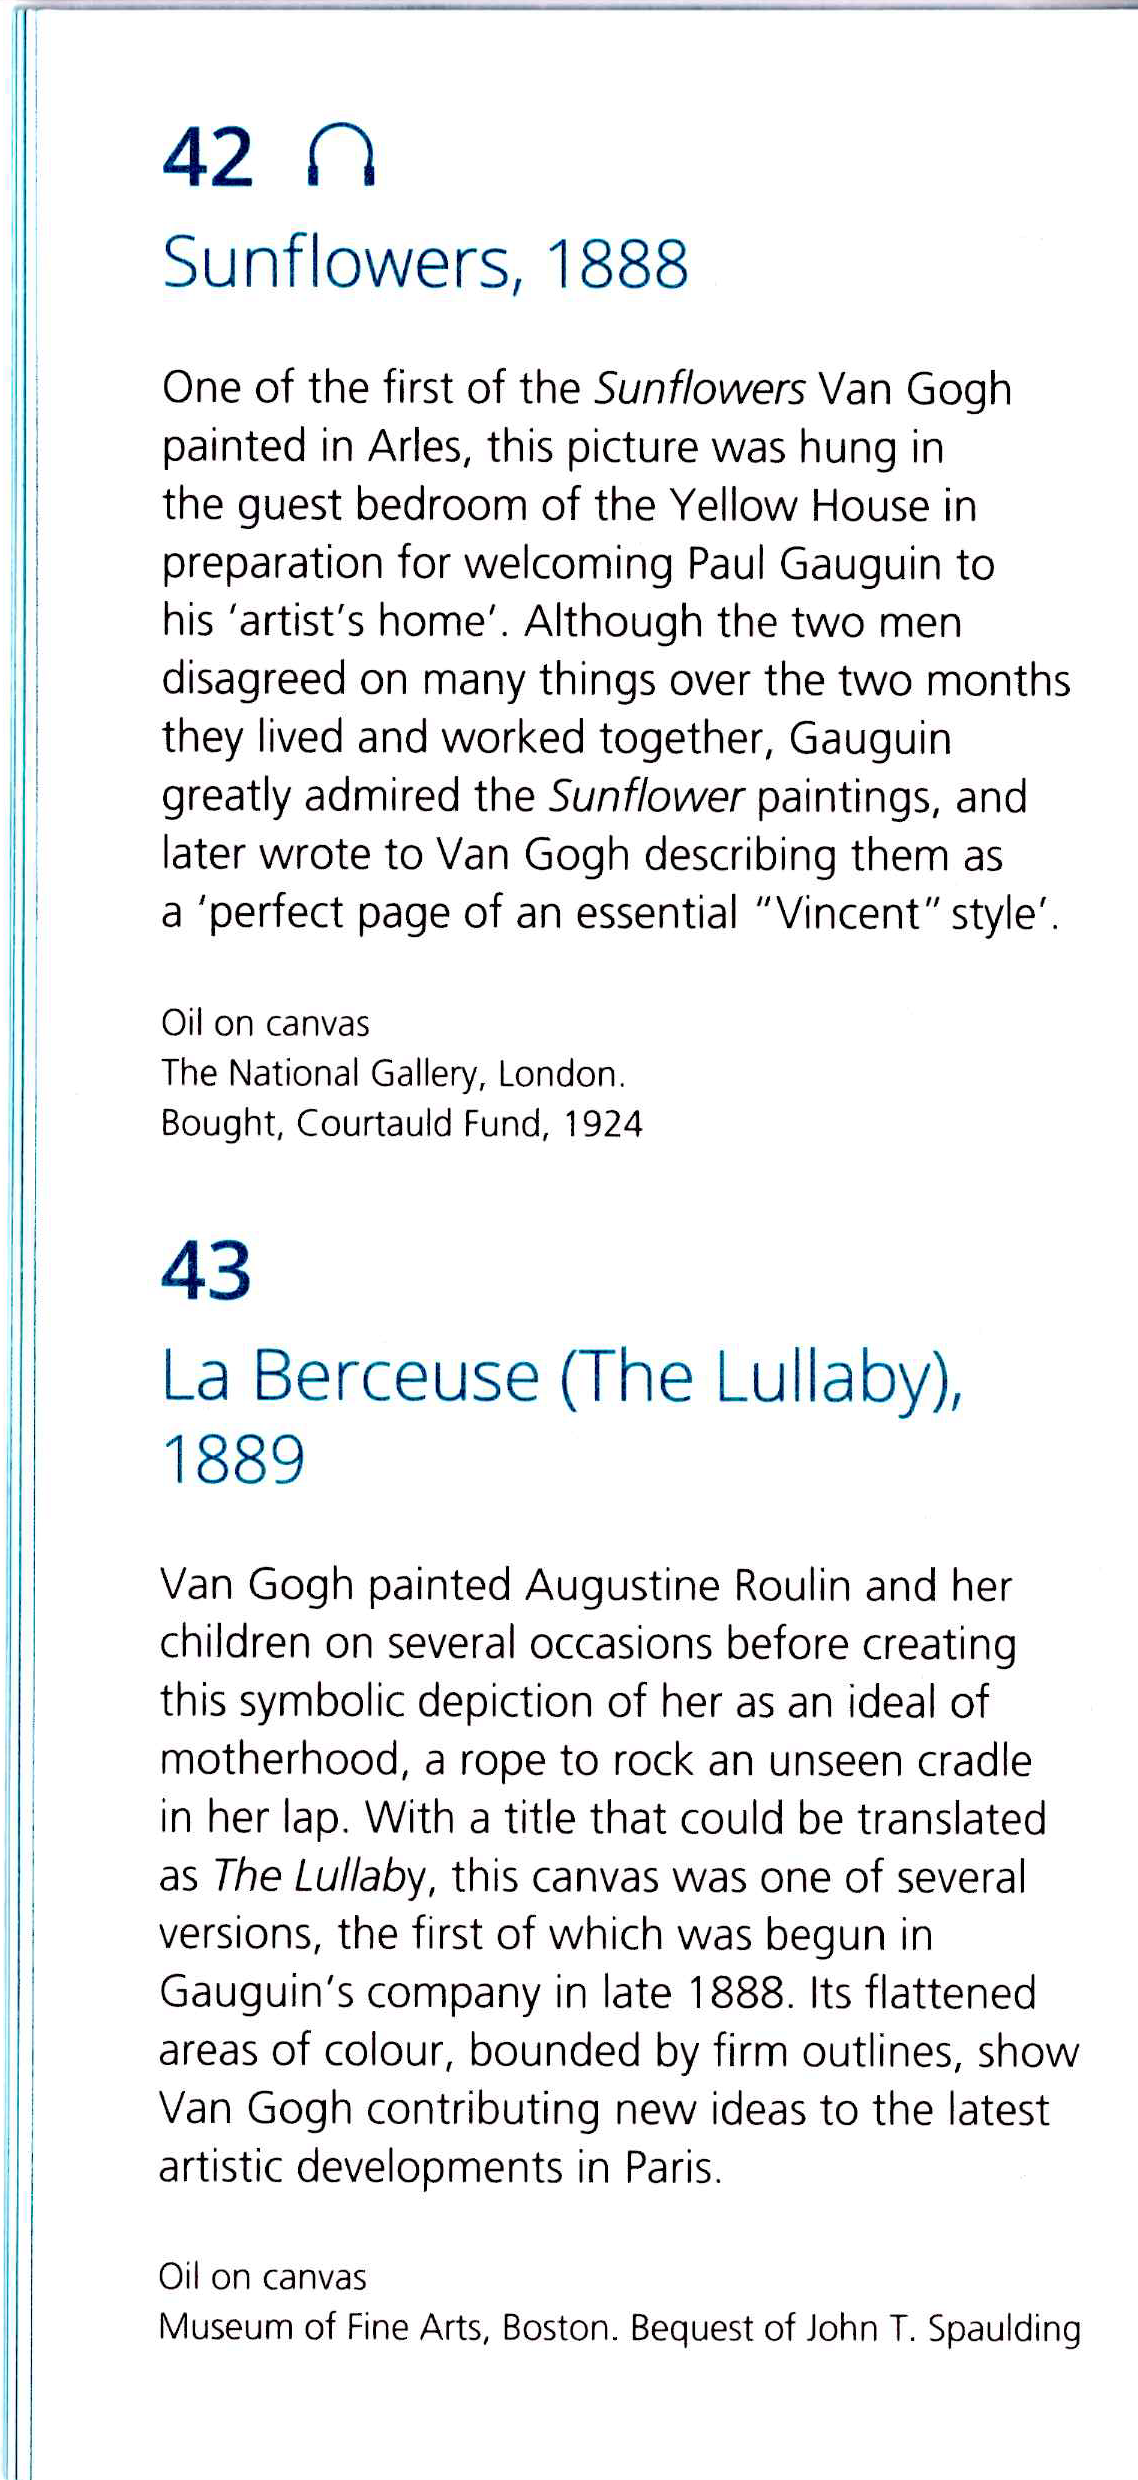 42
Sunflowers, 1888
One of the first of the Sunflowers Van Gogh
painted in Arles, this picture was hung in
the guest bedroom of the Yellow House in
preparation for welcoming Paul Gauguin to
his ‘artist’s home’. Although the two men
disagreed on many things over the two months
they lived and worked together, Gauguin
greatly admired the Sunflower paintings, and
later wrote to Van Gogh describing them as
a ‘perfect page of an essential “Vincent” style’.
Oil on canvas
The National Gallery, London.
Bought, Courtauld Fund, 1924
43
La Berceuse (The Lullaby),
1889
Van Gogh painted Augustine Roulin and her
children on several occasions before creating
this symbolic depiction of her as an ideal of
motherhood, a rope to rock an unseen cradle
in her lap. With a title that could be translated
as The Lullaby, this canvas was one of several
versions, the first of which was begun in
Gauguin’s company in late 1888. Its flattened
areas of colour, bounded by firm outlines, show
Van Gogh contributing new ideas to the latest
artistic developments in Paris.
Oil on canvas
Museum of Fine Arts, Boston. Bequest of John T. Spaulding